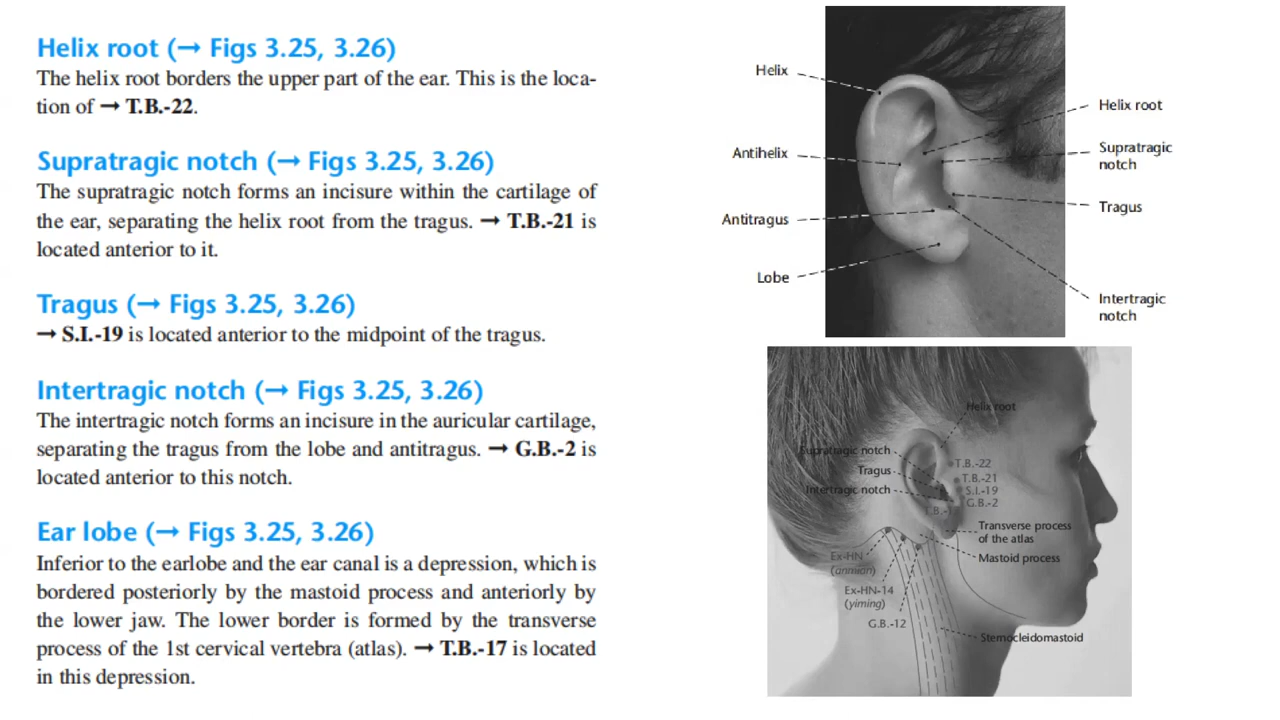 Helix root (→ Figs 3.25, 3.26)
The helix root borders the upper part of the ear. This is the loca-
tion of → T.B.-22.
Supratragic notch (→ Figs 3.25, 3.26)
The supratragic notch forms an incisure within the cartilage of
the ear, separating the helix root from the tragus. → T.B.-21 is
located anterior to it.
Tragus (→ Figs 3.25, 3.26)
→ S.I.-19 is located anterior to the midpoint of the tragus.
Intertragic notch (→ Figs 3.25, 3.26)
The intertragic notch forms an incisure in the auricular cartilage,
separating the tragus from the lobe and antitragus. → G.B.-2 is
located anterior to this notch.
Ear lobe (→ Figs 3.25, 3.26)
Inferior to the earlobe and the ear canal is a depression, which is
bordered posteriorly by the mastoid process and anteriorly by
the lower jaw. The lower border is formed by the transverse
process of the 1st cervical vertebra (atlas). → T.B.-17 is located
in this depression.
Helix
Antihelix
Antitragus
Lobe
Helix root
Supratragic
notch
Tragus
Intertragic
notch
Helix root
Supratragic notch
Tragus
Intertragic notch
T.B.-22
T.B.-21
S.I.-19
G.B.-2
Transverse process
of the atlas
Mastoid process
Ex-HN
(anmian)
Ex-HN-14
(yiming)
G.B.-12
Sternocleidomastoid